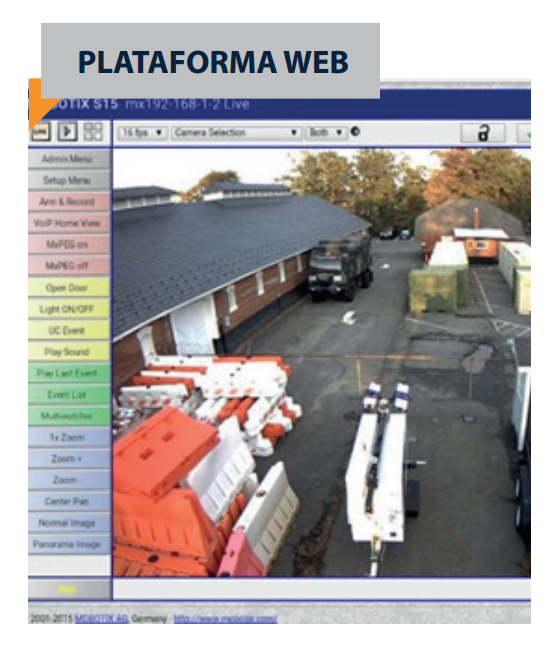 PLATAFORMA WEB
OTIX S15 mx192-168-1-2 Live
16 fps Camera Selection Both
Admin Menu
Setup Menu
Arm & Record
VoIP Home View
MxPEG on
MxPEG off
Open Door
Light ON/OFF
UC Event
Play Sound
Play Last Event
Event List
Multiwatcher
1x Zoom
Zoom +
Zoom -
Center Pan
Normal Image
Panorama Image
Help
2001-2015 MOBOTIX AG, Germany · http://www.mobotix.com/